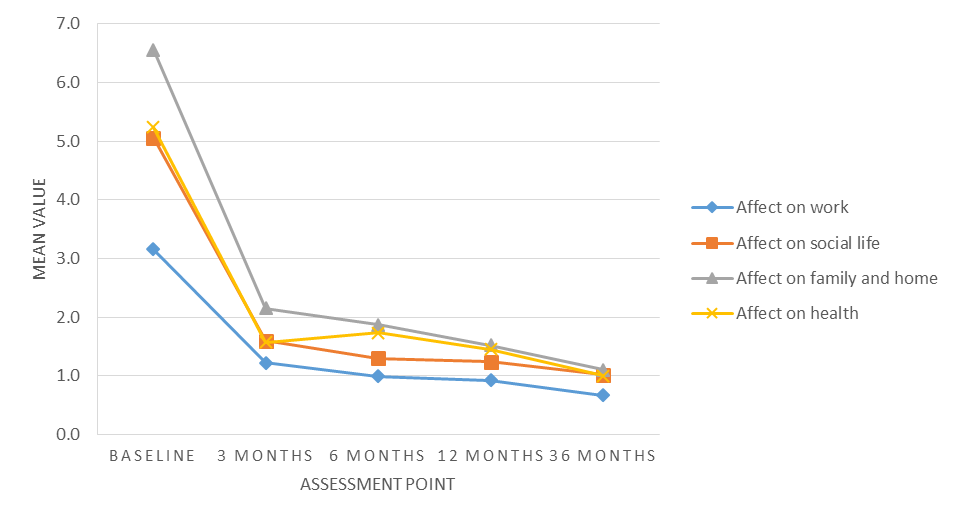 7.0
6.0
5.0
4.0
3.0
2.0
1.0
0.0
MEAN VALUE
BASELINE 3 MONTHS 6 MONTHS 12 MONTHS 36 MONTHS
ASSESSMENT POINT
Affect on work
Affect on social life
Affect on family and home
Affect on health